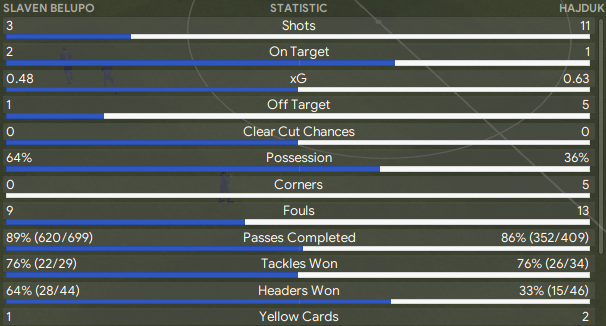 SLAVEN BELUPO STATISTIC HAJDUK
3 Shots 11
2 On Target 1
0.48 xG 0.63
1 Off Target 5
0 Clear Cut Chances 0
64% Possession 36%
0 Corners 5
9 Fouls 13
89% (620/699) Passes Completed 86% (352/409)
76% (22/29) Tackles Won 76% (26/34)
64% (28/44) Headers Won 33% (15/46)
1 Yellow Cards 2